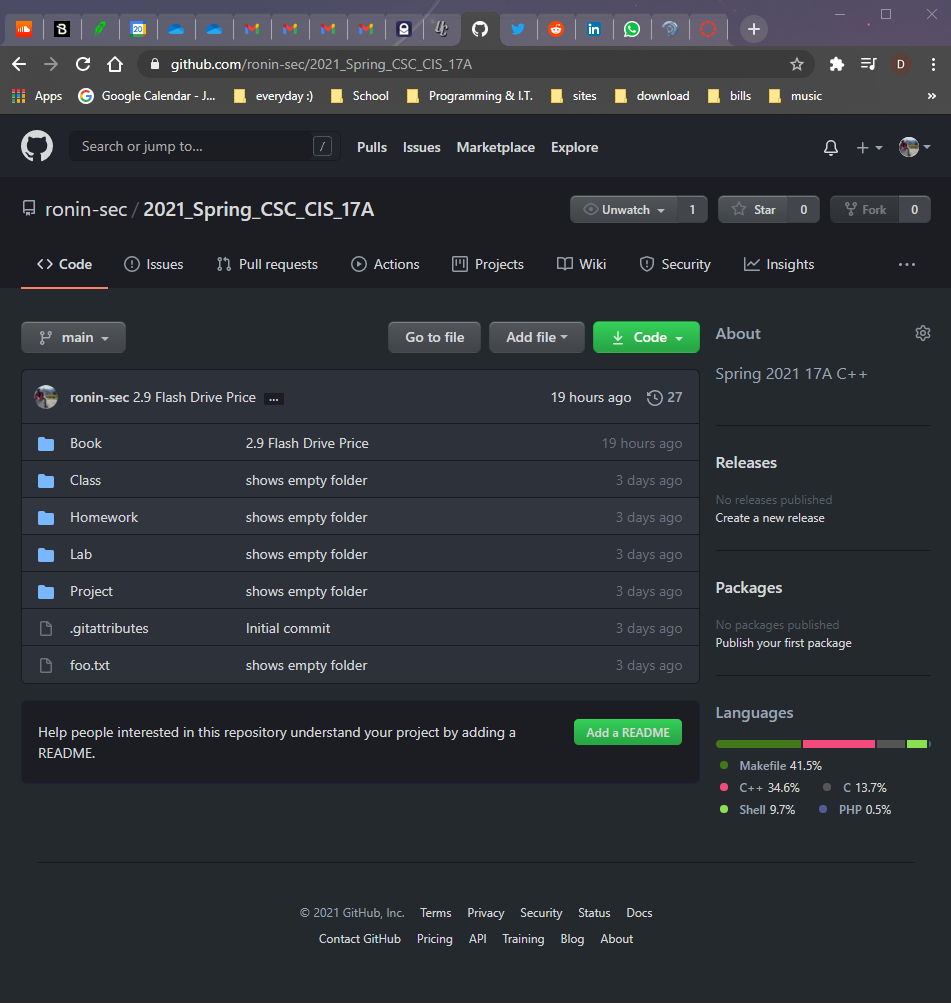 20
github.com/ronin-sec/2021_Spring_CSC_CIS_17A
D
Apps Google Calendar - J... everyday :) School Programming & I.T. sites download bills music »
Search or jump to... / Pulls Issues Marketplace Explore
ronin-sec / 2021_Spring_CSC_CIS_17A Unwatch 1 Star 0 Fork 0
Code Issues Pull requests Actions Projects Wiki Security Insights ...
main Go to file Add file Code
ronin-sec 2.9 Flash Drive Price ... 19 hours ago 27
Book 2.9 Flash Drive Price 19 hours ago
Class shows empty folder 3 days ago
Homework shows empty folder 3 days ago
Lab shows empty folder 3 days ago
Project shows empty folder 3 days ago
.gitattributes Initial commit 3 days ago
foo.txt shows empty folder 3 days ago
Help people interested in this repository understand your project by adding a
README.
Add a README
About
Spring 2021 17A C++
Releases
No releases published
Create a new release
Packages
No packages published
Publish your first package
Languages
Makefile 41.5%
C++ 34.6% C 13.7%
Shell 9.7% PHP 0.5%
© 2021 GitHub, Inc. Terms Privacy Security Status Docs
Contact GitHub Pricing API Training Blog About